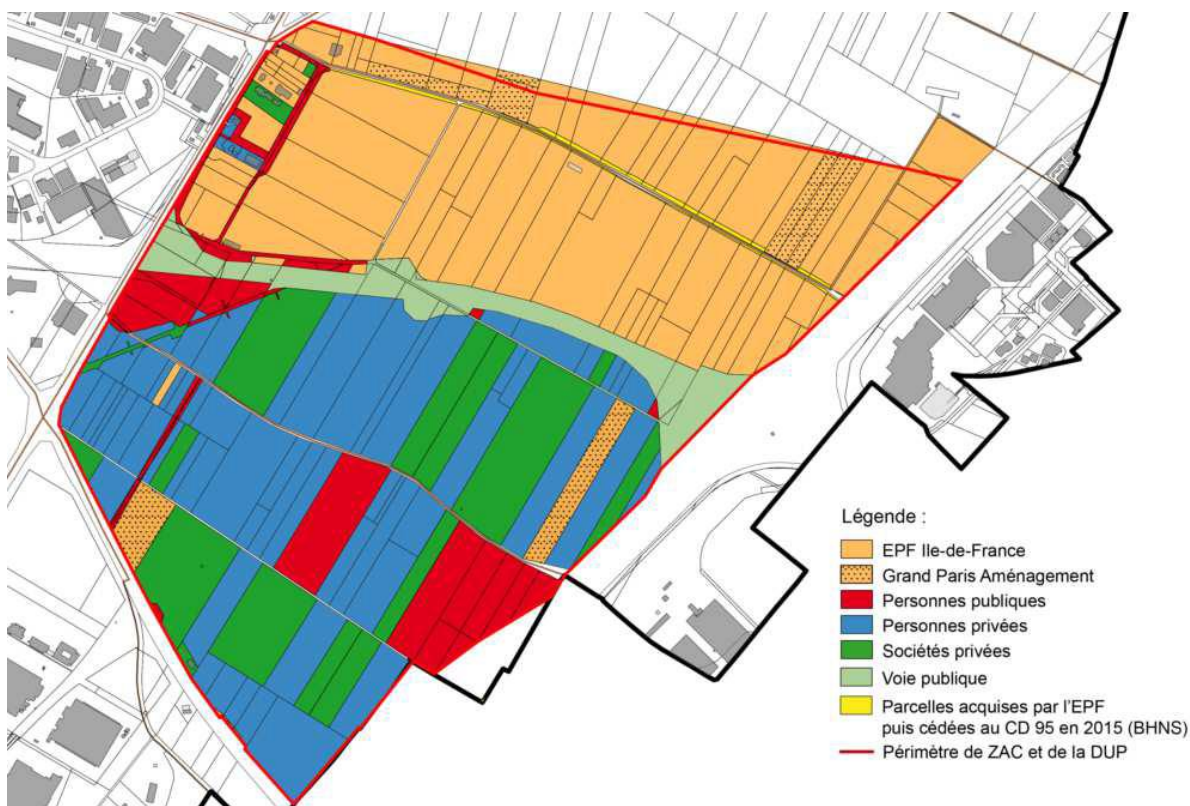 Légende :
EPF Ile-de-France
Grand Paris Aménagement
Personnes publiques
Personnes privées
Sociétés privées
Voie publique
Parcelles acquises par l'EPF
puis cédées au CD 95 en 2015 (BHNS)
Périmètre de ZAC et de la DUP